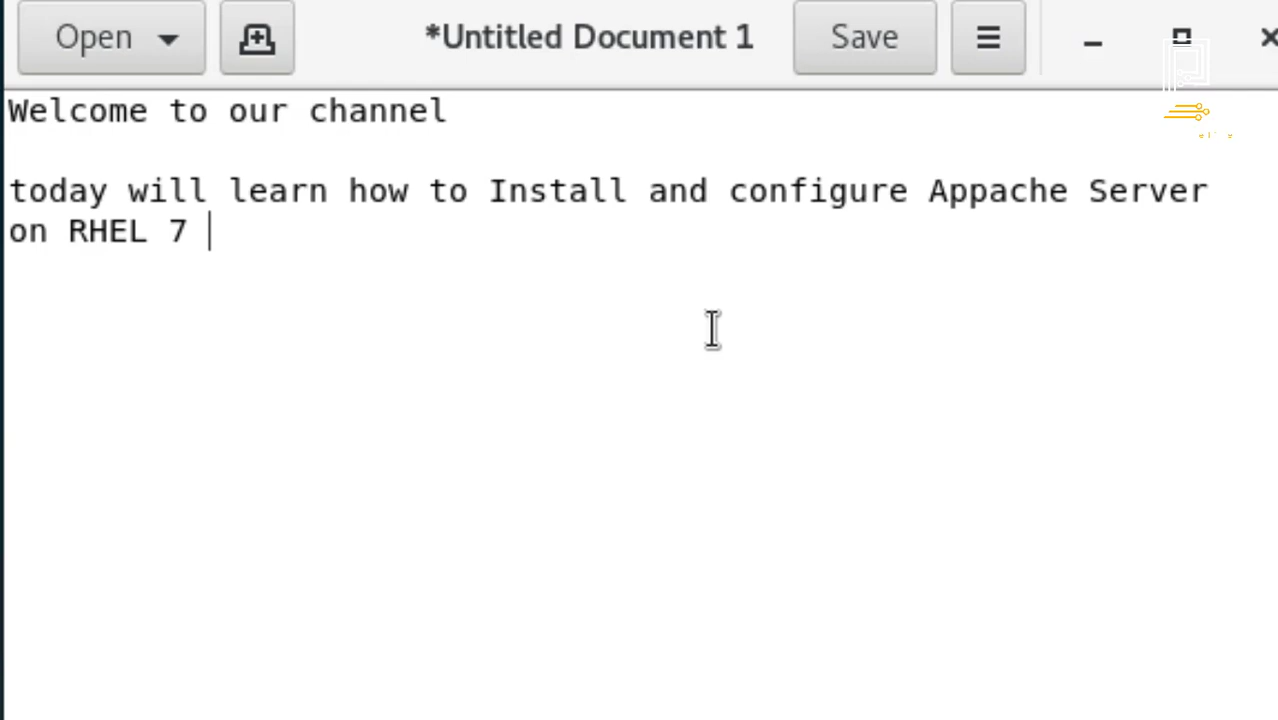 Open
*Untitled Document 1
Save
Welcome to our channel
today will learn how to Install and configure Appache Server
on RHEL 7